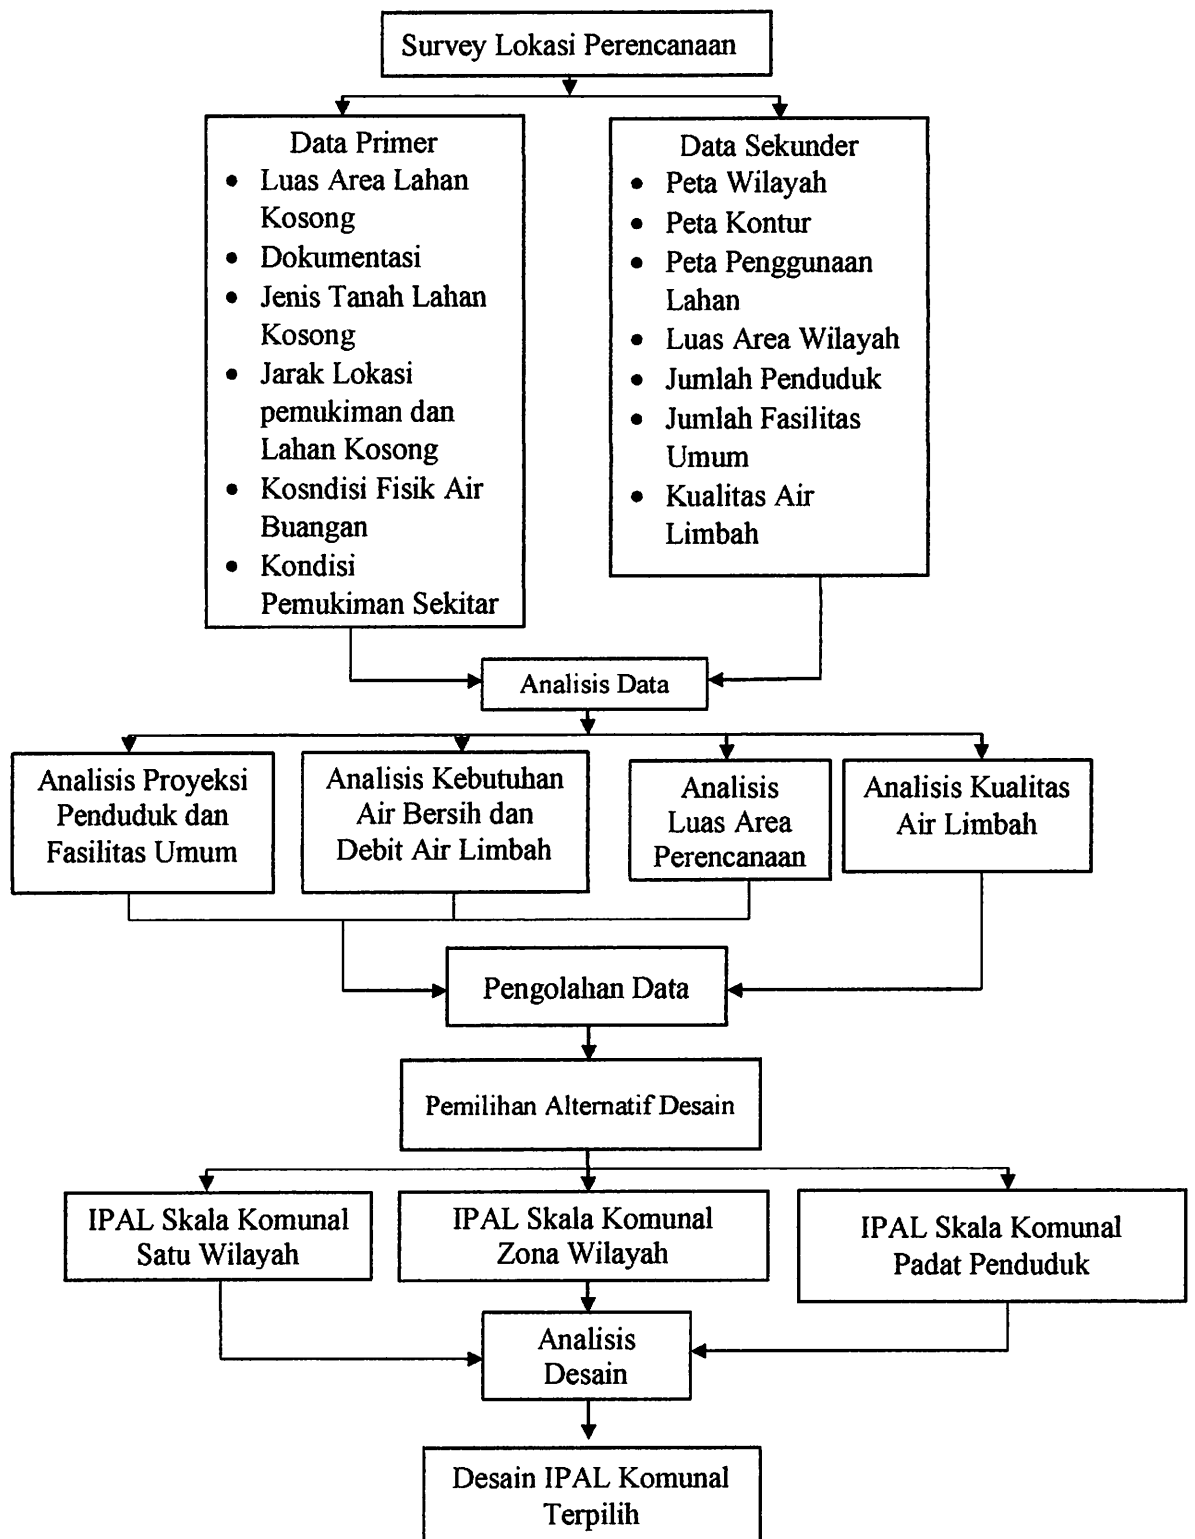 Survey Lokasi Perencanaan
Data Primer
• Luas Area Lahan
Kosong
• Dokumentasi
• Jenis Tanah Lahan
Kosong
• Jarak Lokasi
pemukiman dan
Lahan Kosong
• Kosndisi Fisik Air
Buangan
• Kondisi
Pemukiman Sekitar
Data Sekunder
• Peta Wilayah
• Peta Kontur
• Peta Penggunaan
Lahan
• Luas Area Wilayah
• Jumlah Penduduk
• Jumlah Fasilitas
Umum
• Kualitas Air
Limbah
Analisis Data
Analisis Proyeksi
Penduduk dan
Fasilitas Umum
Analisis Kebutuhan
Air Bersih dan
Debit Air Limbah
Analisis
Luas Area
Perencanaan
Analisis Kualitas
Air Limbah
Pengolahan Data
Pemilihan Alternatif Desain
IPAL Skala Komunal
Satu Wilayah
IPAL Skala Komunal
Zona Wilayah
IPAL Skala Komunal
Padat Penduduk
Analisis
Desain
Desain IPAL Komunal
Terpilih